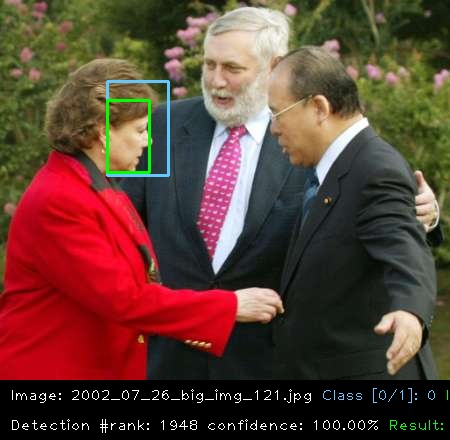 Image: 2002_07_26_big_img_121.jpg Class [0/1]: 0
Detection #rank: 1948 confidence: 100.00% Result: